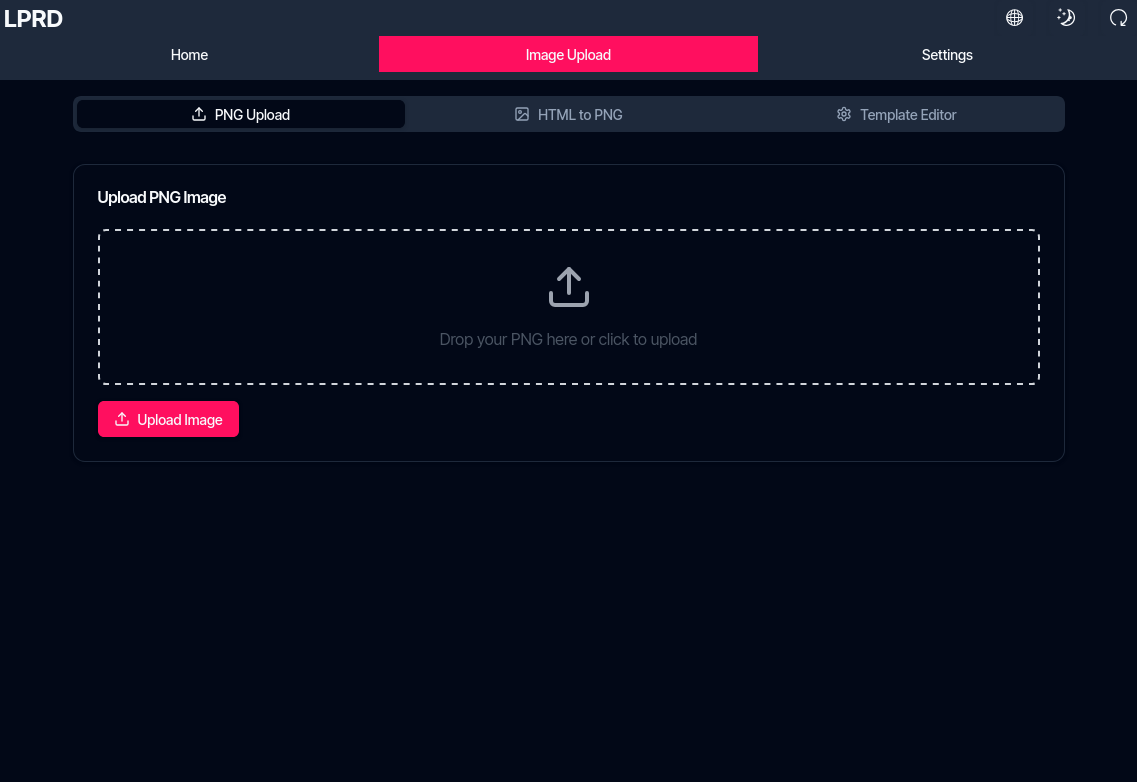 LPRD
Home
Image Upload
Settings
PNG Upload
HTML to PNG
Template Editor
Upload PNG Image
Drop your PNG here or click to upload
Upload Image